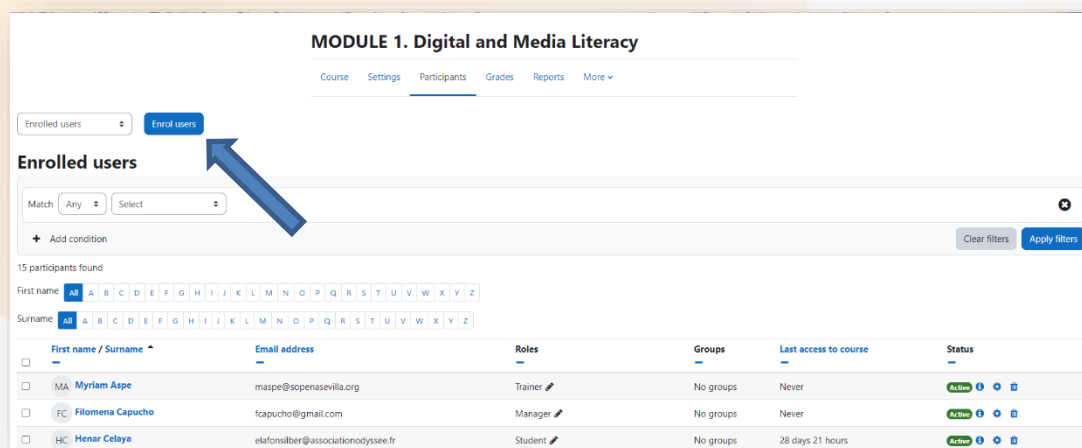 MODULE 1. Digital and Media Literacy
Course Settings Participants Grades Reports More
Enrolled users Enrol users
Enrolled users
Match Any Select
Add condition Clear filters Apply filters
15 participants found
First name All A B C D E F G H I J K L M N O P Q R S T U V W X Y Z
Surname All A B C D E F G H I J K L M N O P Q R S T U V W X Y Z
First name / Surname Email address Roles Groups Last access to course Status
MA Myriam Aspe maspe@sopenasevilla.org Trainer No groups Never Active
FC Filomena Capucho fcapucho@gmail.com Manager No groups Never Active
HC Henar Celaya elafonsilber@associationodyssee.fr Student No groups 28 days 21 hours Active